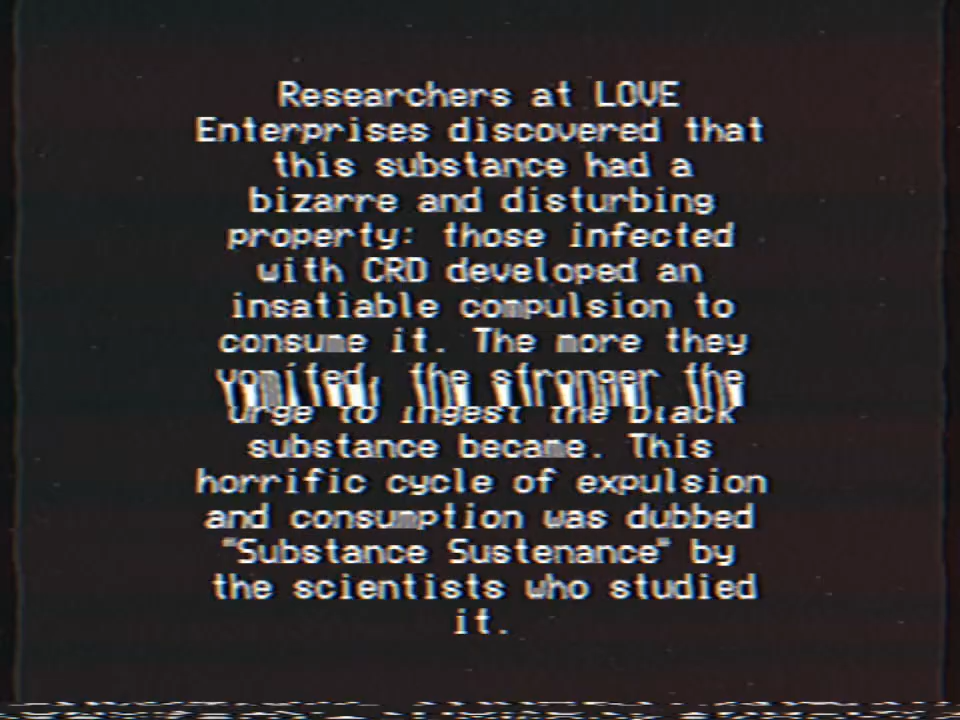 Researchers at LOVE
Enterprises discovered that
this substance had a
bizarre and disturbing
property: those infected
with CRD developed an
insatiable compulsion to
consume it. The more they
vomited, the stronger the
urge to ingest the black
substance became. This
horrific cycle of expulsion
and consumption was dubbed
"Substance Sustenance" by
the scientists who studied
it.